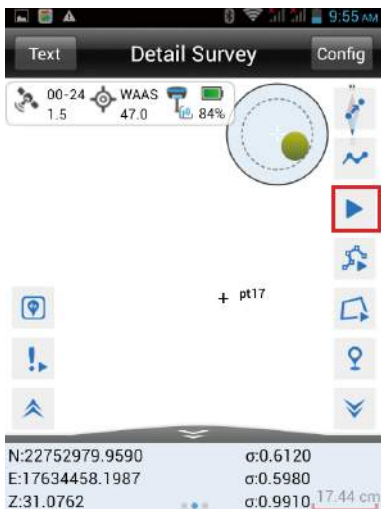 9:55 AM
Text
Detail Survey
Config
00-24
1.5
WAAS
47.0
84%
pt17
N:22752979.9590
σ:0.6120
E:17634458.1987
σ:0.5980
Z:31.0762
σ:0.9910
17.44 cm